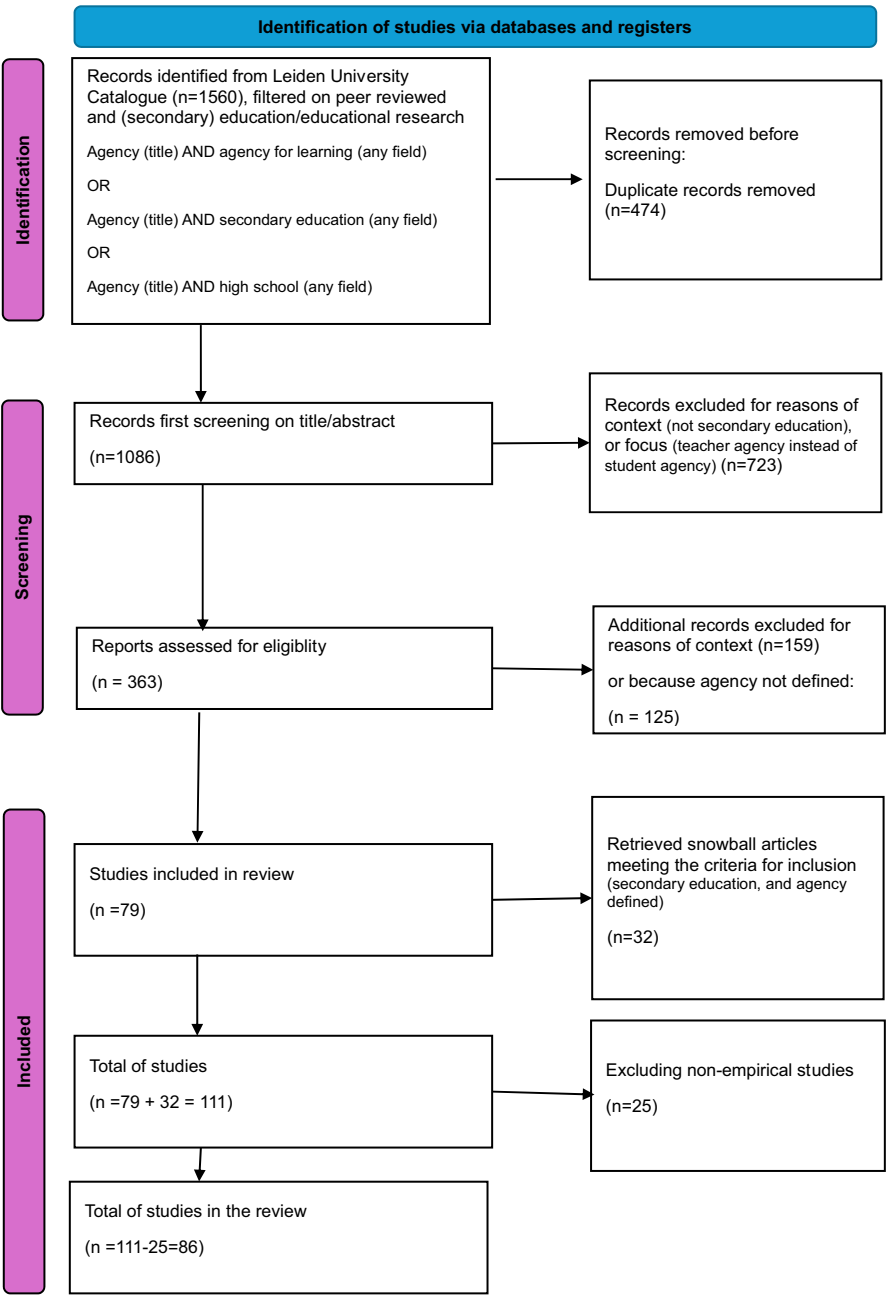 Identification of studies via databases and registers
Identification
Records identified from Leiden University
Catalogue (n=1560), filtered on peer reviewed
and (secondary) education/educational research
Agency (title) AND agency for learning (any field)
OR
Agency (title) AND secondary education (any field)
OR
Agency (title) AND high school (any field)
Records removed before
screening:
Duplicate records removed
(n=474)
Screening
Records first screening on title/abstract
(n=1086)
Records excluded for reasons of
context (not secondary education),
or focus (teacher agency instead of
student agency) (n=723)
Reports assessed for eligiblity
(n = 363)
Additional records excluded for
reasons of context (n=159)
or because agency not defined:
(n = 125)
Included
Studies included in review
(n =79)
Retrieved snowball articles
meeting the criteria for inclusion
(secondary education, and agency
defined)
(n=32)
Total of studies
(n =79 + 32 = 111)
Excluding non-empirical studies
(n=25)
Total of studies in the review
(n =111-25=86)